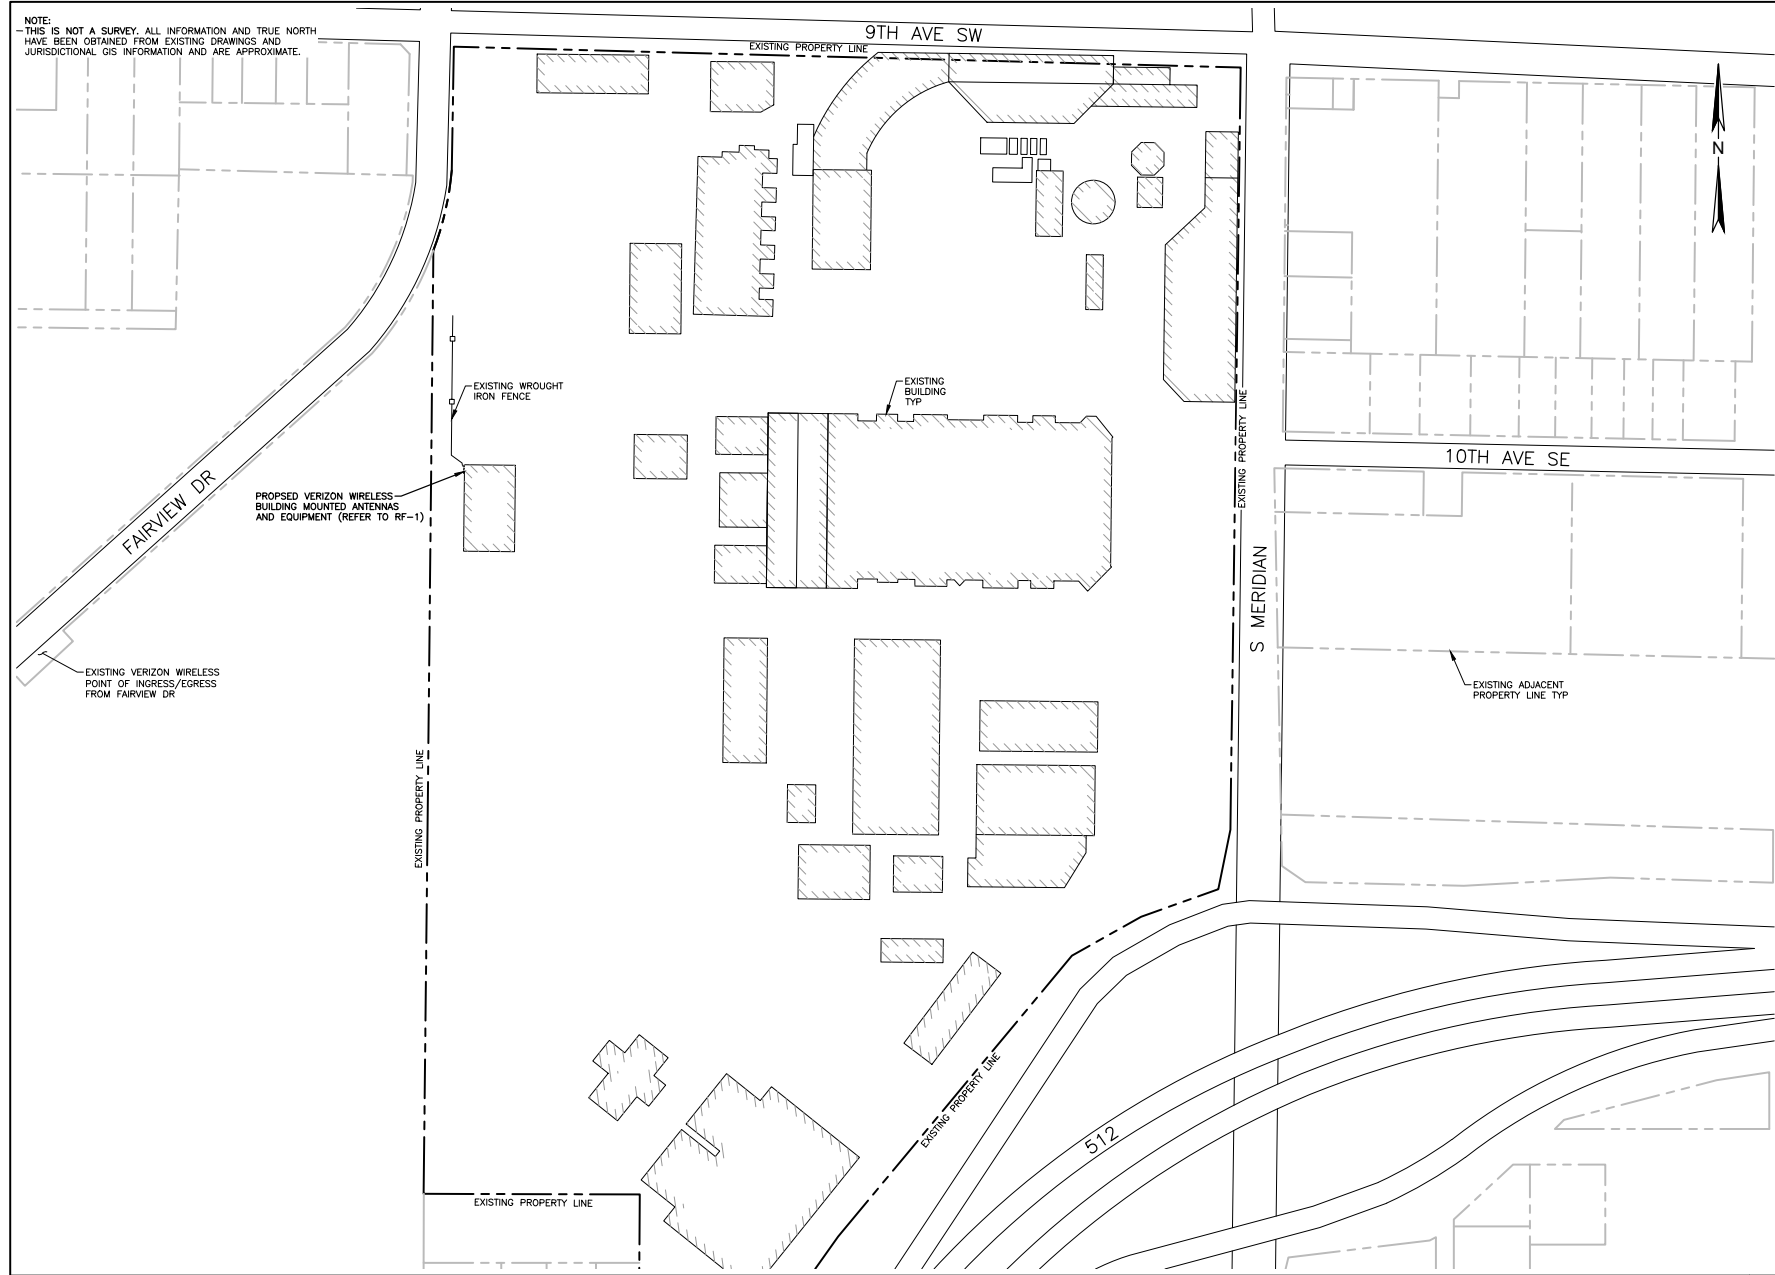 NOTE:
THIS IS NOT A SURVEY. ALL INFORMATION AND TRUE NORTH
HAVE BEEN OBTAINED FROM EXISTING DRAWINGS AND
JURISDICTIONAL GIS INFORMATION AND ARE APPROXIMATE.
9TH AVE SW
EXISTING PROPERTY LINE
N
EXISTING WROUGHT
IRON FENCE
EXISTING
BUILDING
TYP
EXISTING PROPERTY LINE
10TH AVE SE
FAIRVIEW DR
PROPSED VERIZON WIRELESS
BUILDING MOUNTED ANTENNAS
AND EQUIPMENT (REFER TO RF-1)
S MERIDIAN
EXISTING VERIZON WIRELESS
POINT OF INGRESS/EGRESS
FROM FAIRVIEW DR
EXISTING ADJACENT
PROPERTY LINE TYP
EXISTING PROPERTY LINE
EXISTING PROPERTY LINE
512
EXISTING PROPERTY LINE